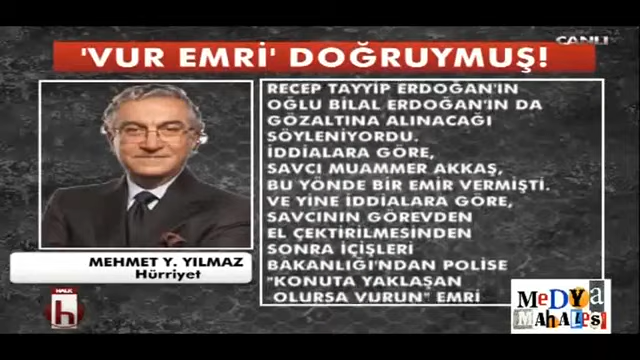 CANLI
'VUR EMRİ' DOĞRUYMUŞ!
RECEP TAYYİP ERDOĞAN'IN
OĞLU BİLAL ERDOĞAN'IN DA
GÖZALTINA ALINACAĞI
SÖYLENİYORDU.
İDDİALARA GÖRE,
SAVCI MUAMMER AKKAŞ,
BU YÖNDE BİR EMİR VERMİŞTİ.
VE YİNE İDDİALARA GÖRE,
SAVCININ GÖREVDEN
EL ÇEKTİRİLMESİNDEN
SONRA İÇİŞLERİ
BAKANLIĞI'NDAN POLİSE
"KONUTA YAKLAŞAN
OLURSA VURUN" EMRİ
MEHMET Y. YILMAZ
Hürriyet
HALK
h
MeDYa
MaHALLesi